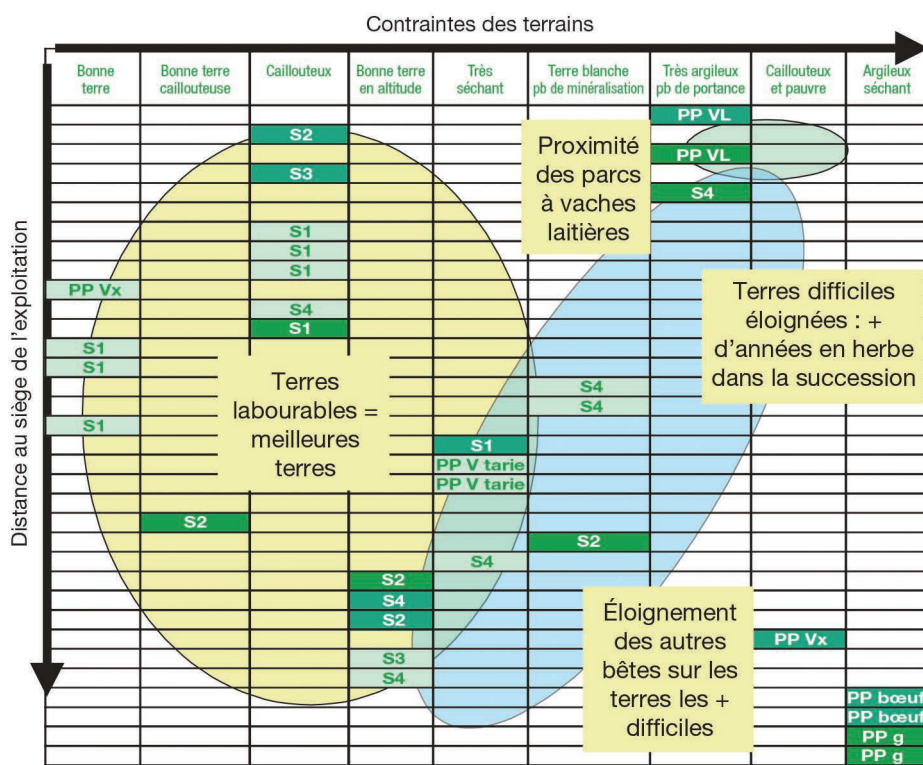 Contraintes des terrains
Distance au siège de l'exploitation
Bonne
terre
Bonne terre
caillouteuse
Caillouteux
Bonne terre
en altitude
Très
séchant
Terre blanche
pb de minéralisation
Très argileux
pb de portance
Caillouteux
et pauvre
Argileux
séchant
PP VL
S2
PP VL
S3
S4
Proximité
des parcs
à vaches
laitières
S1
S1
S1
PP Vx
S4
S1
Terres difficiles
éloignées : +
d'années en herbe
dans la succession
S1
S1
Terres
labourables =
meilleures
terres
S4
S4
S1
S1
PP V tarie
PP V tarie
S2
S2
S4
S2
S4
S2
Éloignement
des autres
bêtes sur les
terres les +
difficiles
PP Vx
S3
S4
PP bœuf
PP bœuf
PP g
PP g